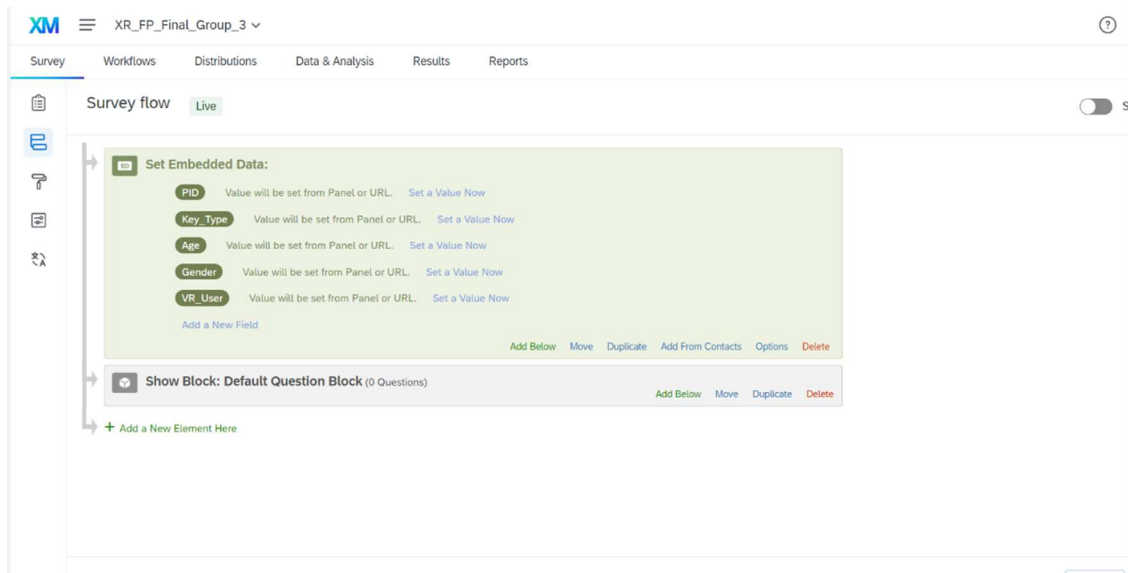 XM XR_FP_Final_Group_3
Survey Workflows Distributions Data & Analysis Results Reports
Survey flow Live
S
Set Embedded Data:
PID Value will be set from Panel or URL. Set a Value Now
Key_Type Value will be set from Panel or URL. Set a Value Now
Age Value will be set from Panel or URL. Set a Value Now
Gender Value will be set from Panel or URL. Set a Value Now
VR_User Value will be set from Panel or URL. Set a Value Now
Add a New Field
Add Below Move Duplicate Add From Contacts Options Delete
Show Block: Default Question Block (0 Questions)
Add Below Move Duplicate Delete
+ Add a New Element Here